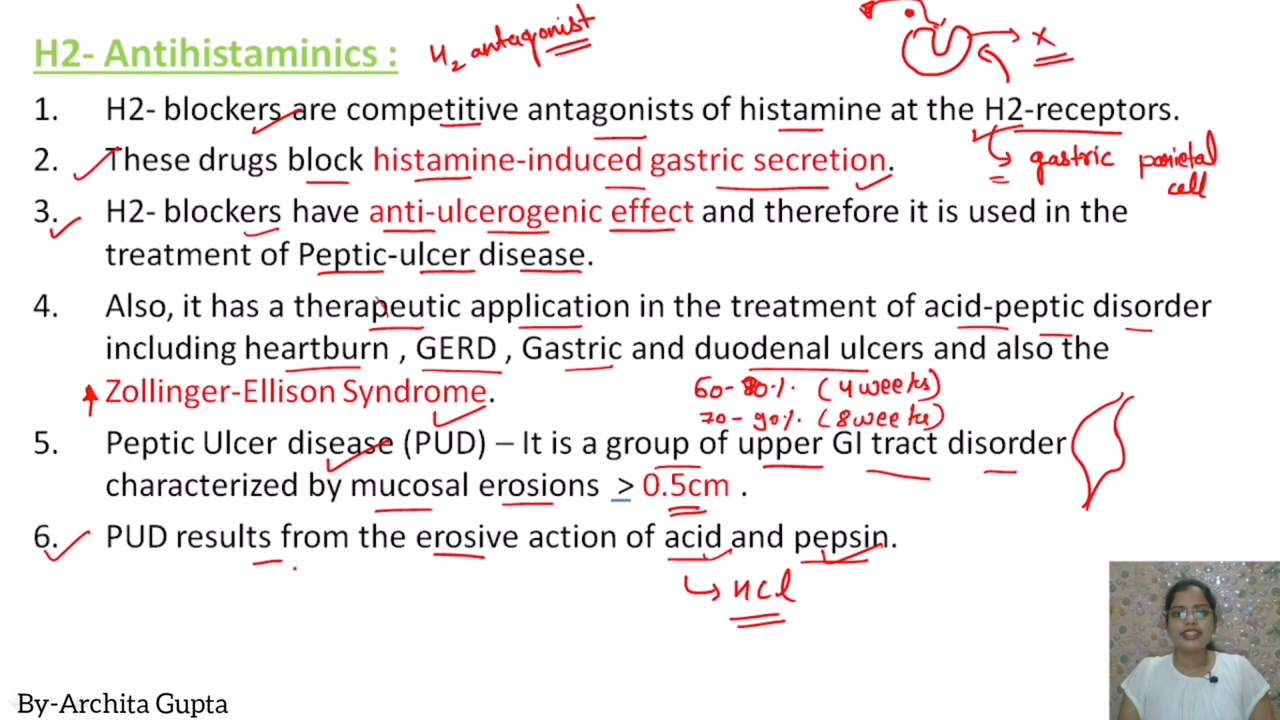 H2- Antihistaminics :
H2 antagonist
x
1. H2- blockers are competitive antagonists of histamine at the H2-receptors.
2. These drugs block histamine-induced gastric secretion.
gastric parietal
cell
3. H2- blockers have anti-ulcerogenic effect and therefore it is used in the
treatment of Peptic-ulcer disease.
4. Also, it has a therapeutic application in the treatment of acid-peptic disorder
including heartburn , GERD , Gastric and duodenal ulcers and also the
Zollinger-Ellison Syndrome.
60-80% (4 weeks)
70-90% (8 weeks)
5. Peptic Ulcer disease (PUD) – It is a group of upper GI tract disorder
characterized by mucosal erosions > 0.5cm .
6. PUD results from the erosive action of acid and pepsin.
HCl
By-Archita Gupta